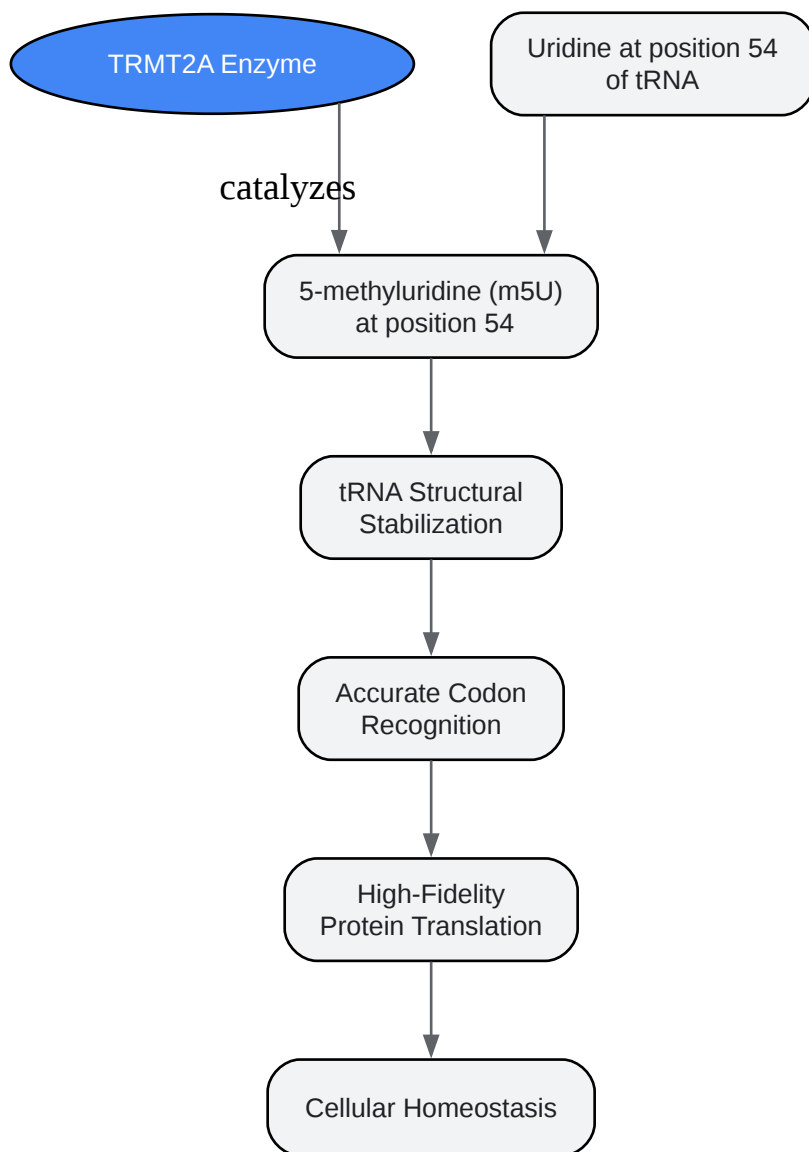 TRMT2A Enzyme
Uridine at position 54
of tRNA
catalyzes
5-methyluridine (m5U)
at position 54
tRNA Structural
Stabilization
Accurate Codon
Recognition
High-Fidelity
Protein Translation
Cellular Homeostasis